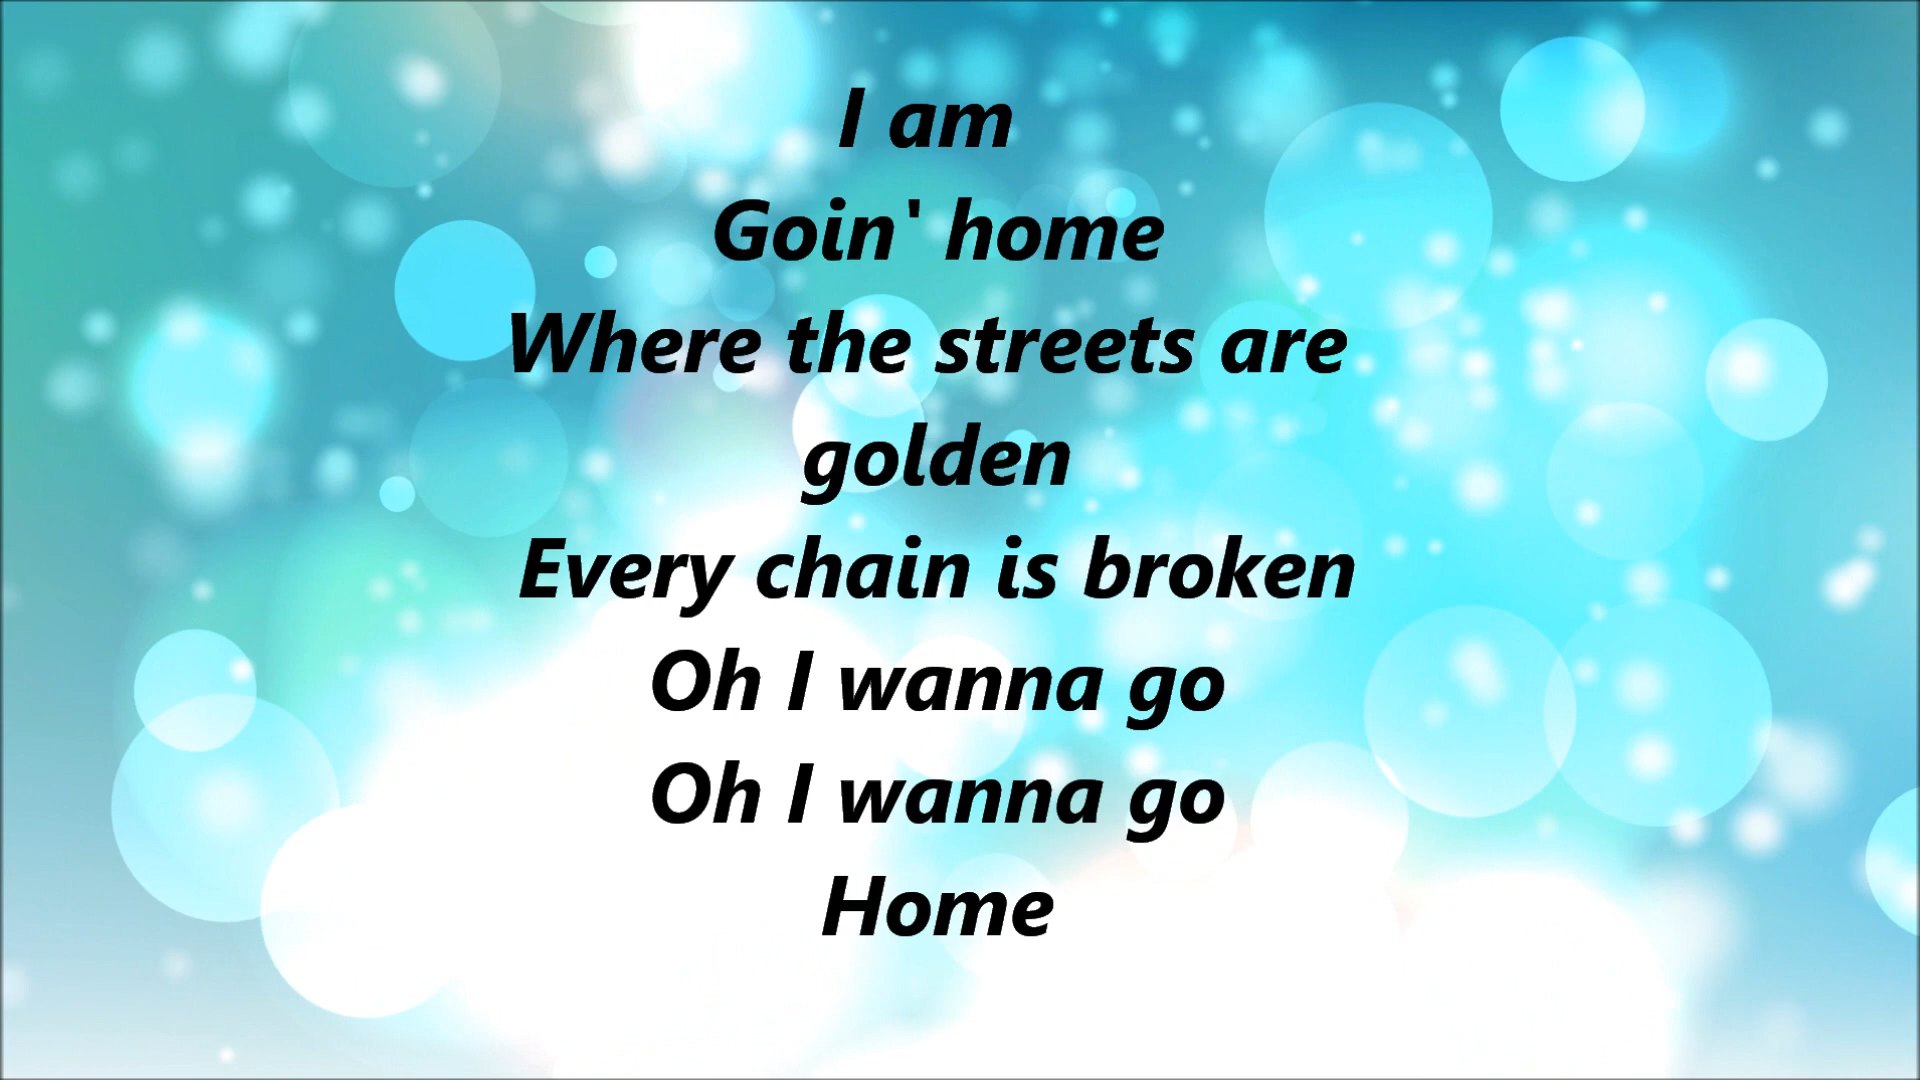 I am
Goin' home
Where the streets are
golden
Every chain is broken
Oh I wanna go
Oh I wanna go
Home